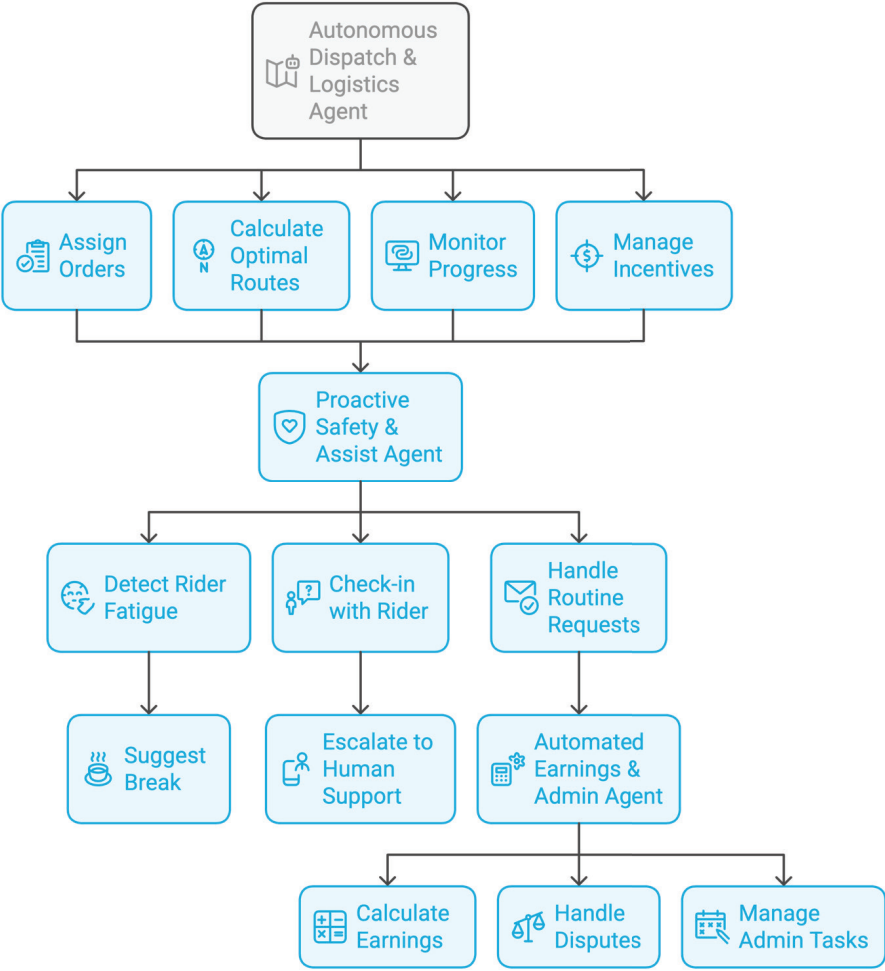 Autonomous
Dispatch &
Logistics
Agent
Assign
Orders
A
N
Calculate
Optimal
Routes
Monitor
Progress
$
Manage
Incentives
Proactive
Safety &
Assist Agent
Detect Rider
Fatigue
?
Check-in
with Rider
Handle
Routine
Requests
Suggest
Break
Escalate to
Human
Support
Automated
Earnings &
Admin Agent
Calculate
Earnings
Handle
Disputes
Manage
Admin Tasks